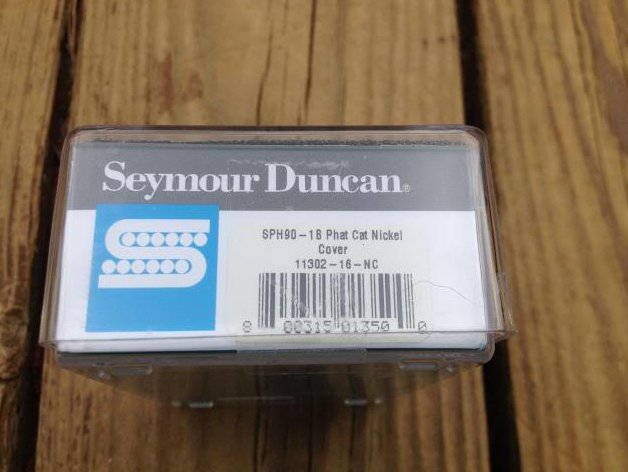 Seymour Duncan®
SPH90-1B Phat Cat Nickel
Cover
11302-16-NC
8 00315 01350 0